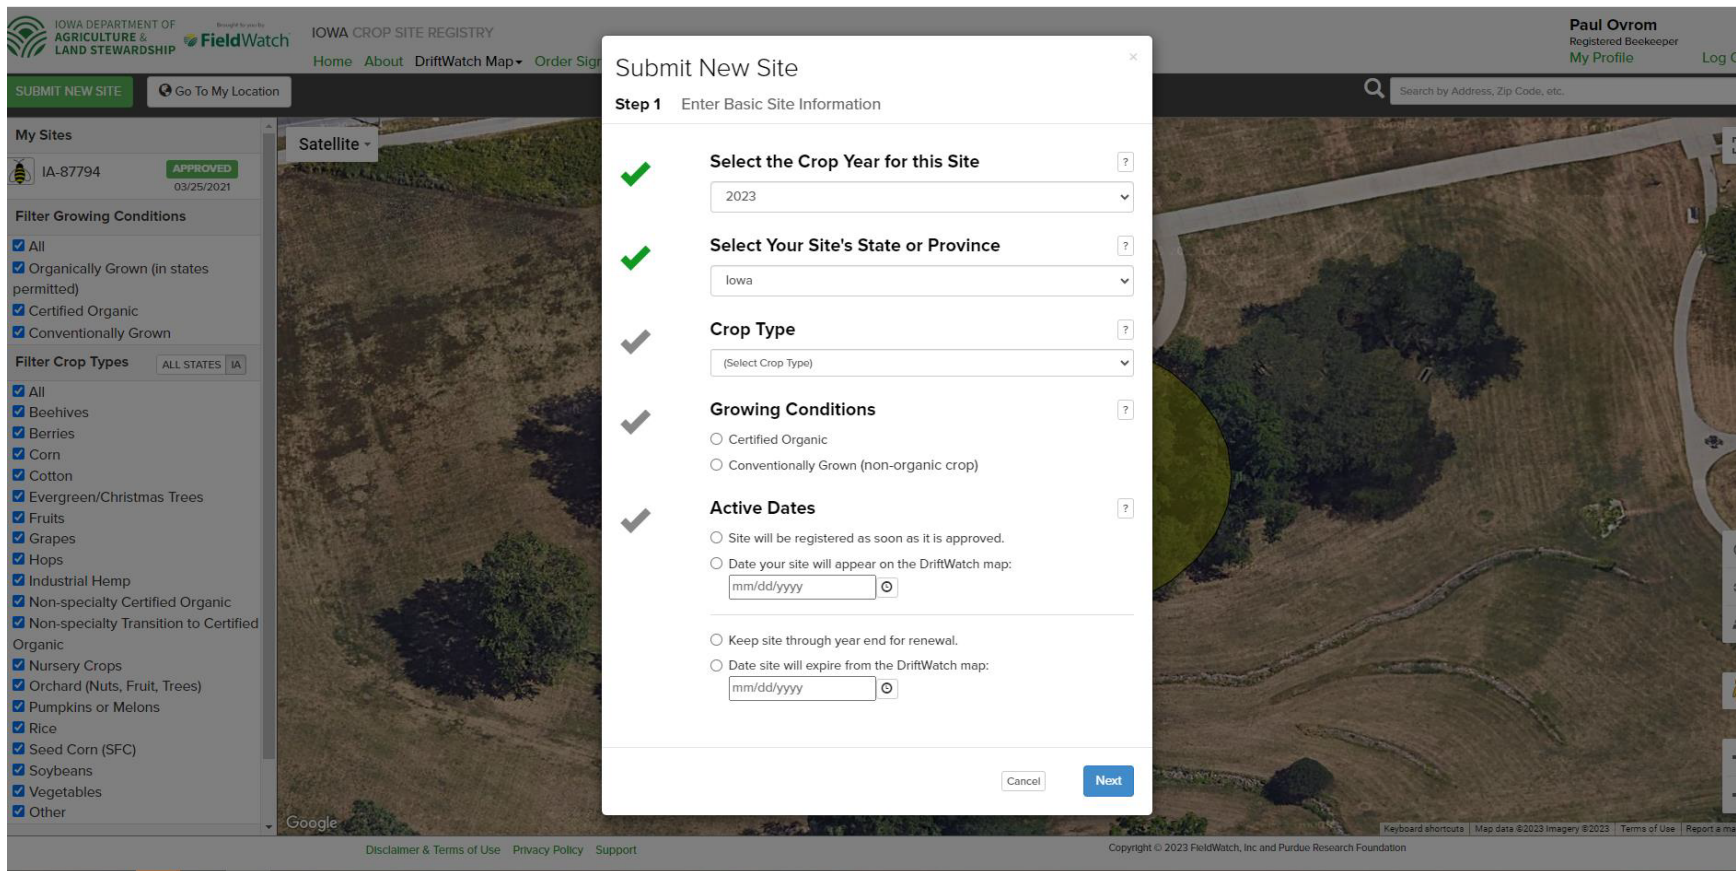 IOWA DEPARTMENT OF
AGRICULTURE &
LAND STEWARDSHIP
Brought to you by
FieldWatch
IOWA CROP SITE REGISTRY
Home About DriftWatch Map Order Sig
Paul Ovrom
Registered Beekeeper
My Profile Log
SUBMIT NEW SITE
Go To My Location
Search by Address, Zip Code, etc.
My Sites
IA-87794
APPROVED
03/25/2021
Filter Growing Conditions
All
Organically Grown (in states
permitted)
Certified Organic
Conventionally Grown
Filter Crop Types ALL STATES IA
All
Beehives
Berries
Corn
Cotton
Evergreen/Christmas Trees
Fruits
Grapes
Hops
Industrial Hemp
Non-specialty Certified Organic
Non-specialty Transition to Certified
Organic
Nursery Crops
Orchard (Nuts, Fruit, Trees)
Pumpkins or Melons
Rice
Seed Corn (SFC)
Soybeans
Vegetables
Other
Satellite
Submit New Site ×
Step 1 Enter Basic Site Information
Select the Crop Year for this Site ?
2023
Select Your Site's State or Province ?
Iowa
Crop Type ?
(Select Crop Type)
Growing Conditions ?
Certified Organic
Conventionally Grown (non-organic crop)
Active Dates ?
Site will be registered as soon as it is approved.
Date your site will appear on the DriftWatch map:
mm/dd/yyyy
Keep site through year end for renewal.
Date site will expire from the DriftWatch map:
mm/dd/yyyy
Cancel Next
Google
Keyboard shortcuts Map data ©2023 Imagery ©2023 Terms of Use Report a ma
Disclaimer & Terms of Use Privacy Policy Support
Copyright © 2023 FieldWatch, Inc and Purdue Research Foundation